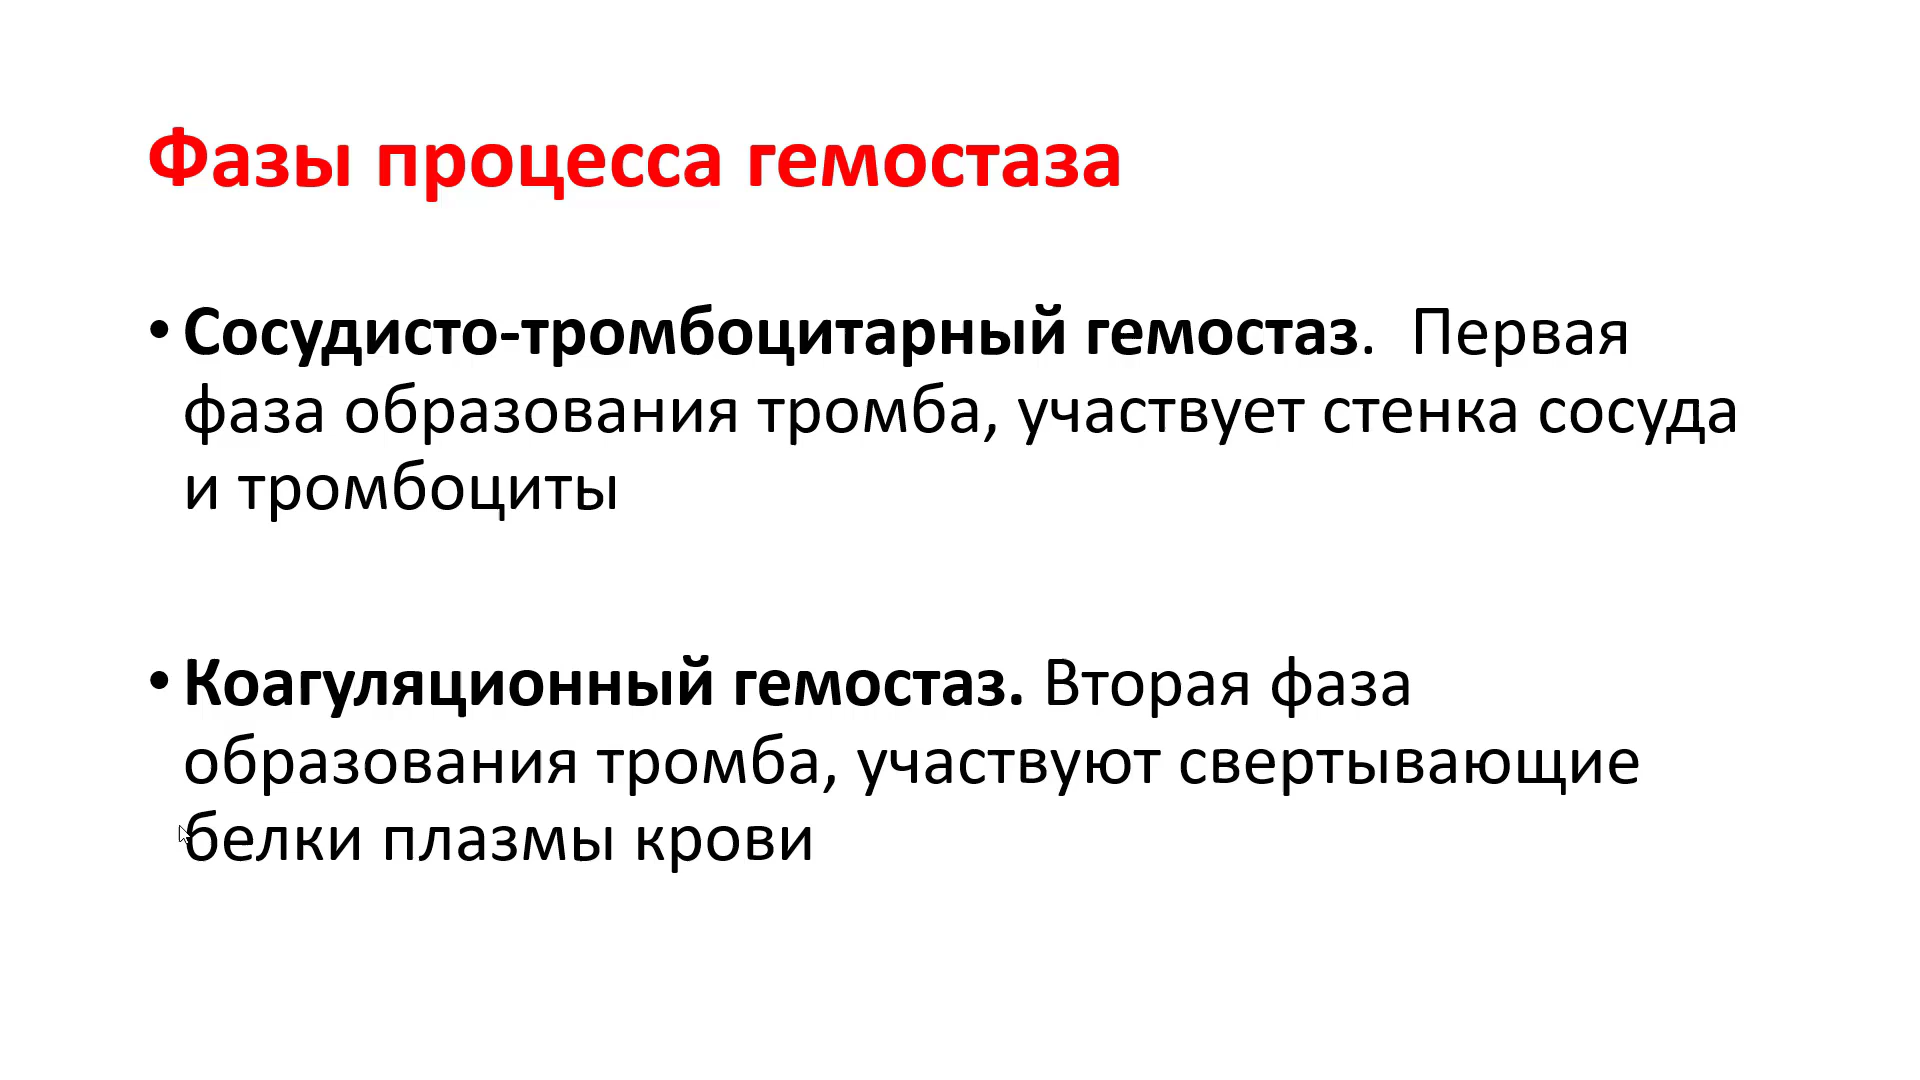 Фазы процесса гемостаза
• Сосудисто-тромбоцитарный гемостаз.  Первая
фаза образования тромба, участвует стенка сосуда
и тромбоциты
• Коагуляционный гемостаз. Вторая фаза
образования тромба, участвуют свертывающие
белки плазмы крови